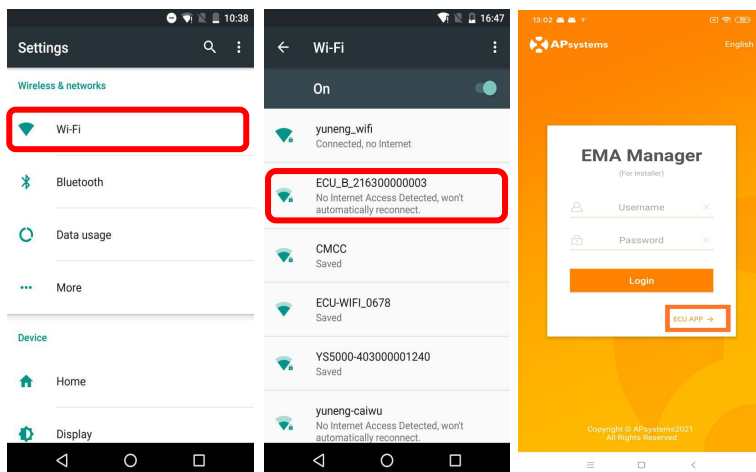 10:38
Settings
Wireless & networks
Wi-Fi
Bluetooth
Data usage
More
Device
Home
Display
16:47
Wi-Fi
On
yuneng_wifi
Connected, no Internet
ECU_B_216300000003
No Internet Access Detected, won't
automatically reconnect.
CMCC
Saved
ECU-WIFI_0678
Saved
YS5000-403000001240
Saved
yuneng-caiwu
No Internet Access Detected, won't
automatically reconnect.
13:02
APsystems
English
EMA Manager
(For Installer)
Username
Password
Login
ECU APP →
Copyright © APsystems2021
All Rights Reserved